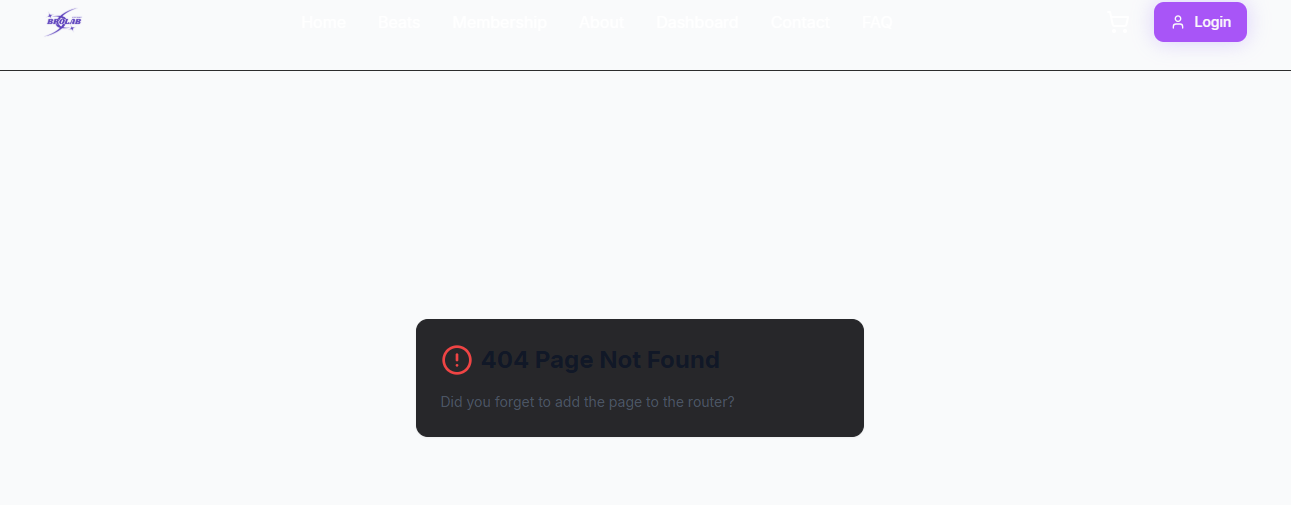 BROLAB
Home Beats Membership About Dashboard Contact FAQ
Login
404 Page Not Found
Did you forget to add the page to the router?